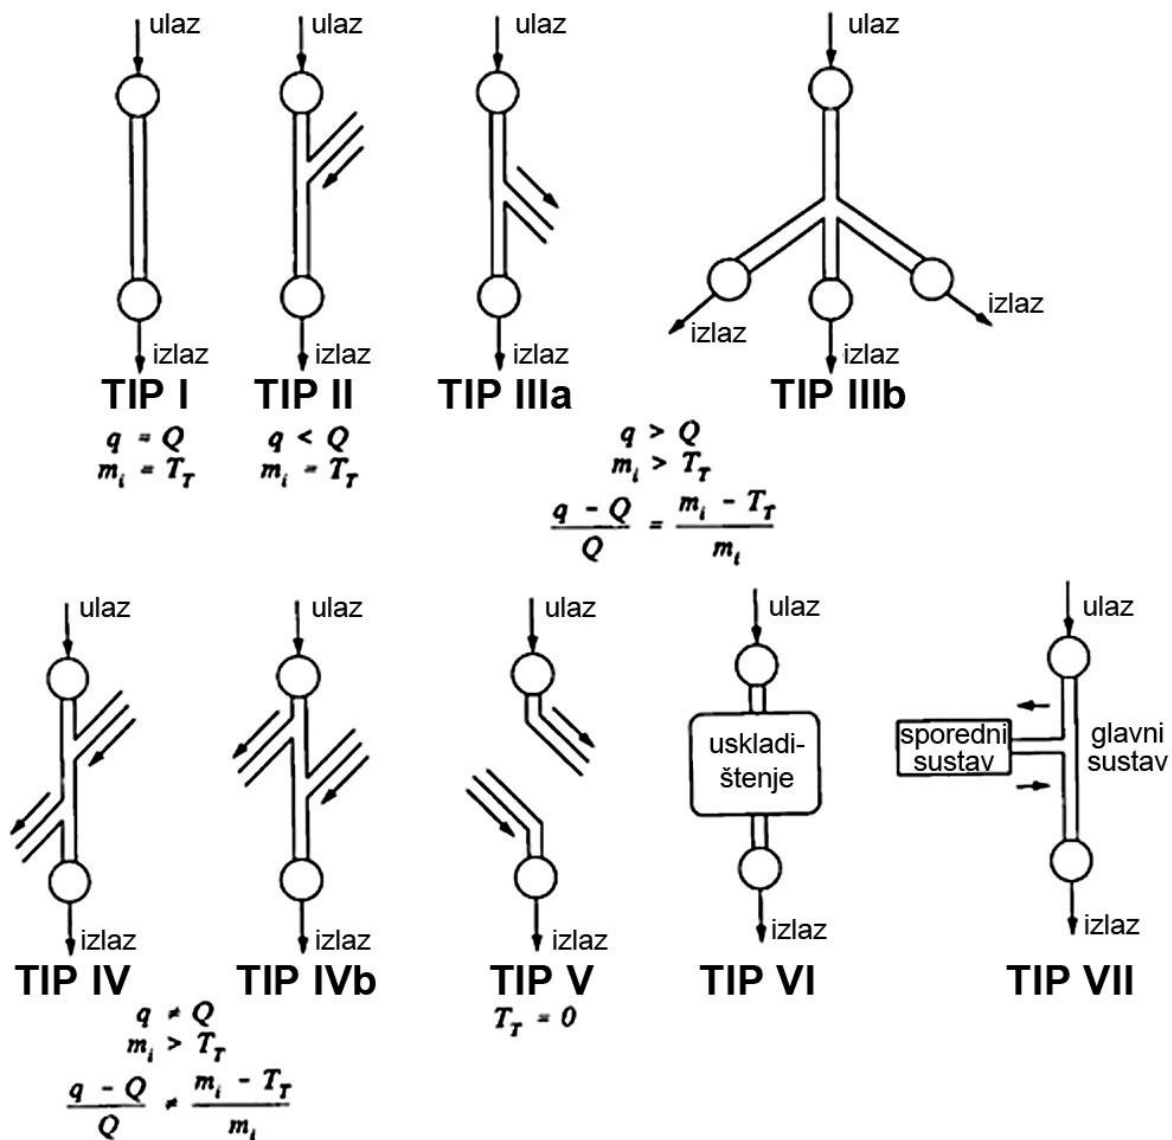 ulaz
ulaz
ulaz
ulaz
izlaz
izlaz
izlaz
izlaz
izlaz
izlaz
TIP I
TIP II
TIP IIIa
TIP IIIb
q = Q
m_i = T_T
q < Q
m_i = T_T
q > Q
m_i > T_T
(q - Q)/Q = (m_i - T_T)/m_i
ulaz
ulaz
ulaz
ulaz
ulaz
uskladi-
štenje
sporedni
sustav
glavni
sustav
izlaz
izlaz
izlaz
izlaz
izlaz
TIP IV
TIP IVb
TIP V
TIP VI
TIP VII
q ≠ Q
m_i > T_T
(q - Q)/Q ≠ (m_i - T_T)/m_i
T_T = 0